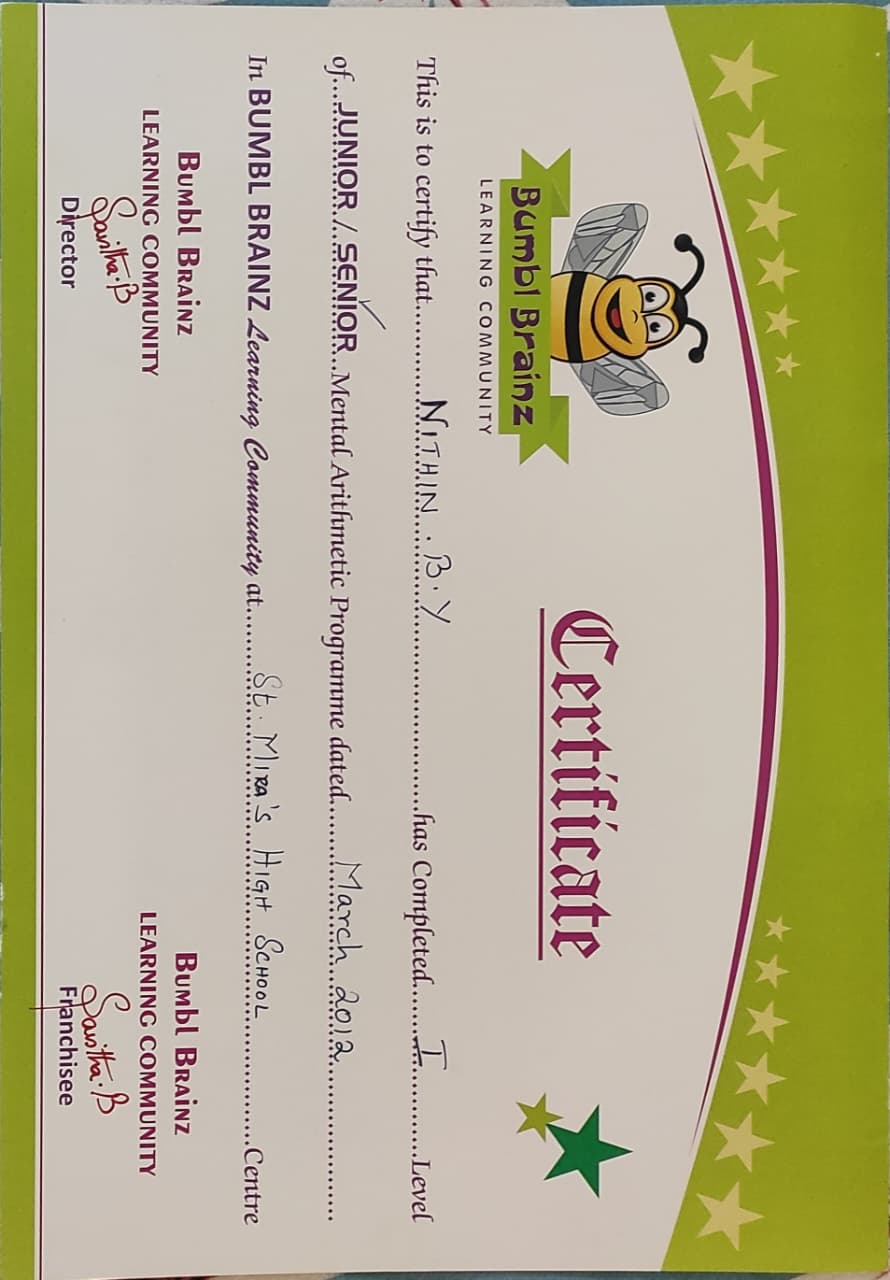 Certificate
Bumbl Brainz
LEARNING COMMUNITY
This is to certify that..........NITHIN . B. Y....................has Completed......I..........Level
of...JUNIOR / SENIOR...Mental Arithmetic Programme dated.......March 2012....................
In BUMBL BRAINZ Learning Community at........St. MIRA'S HIGH SCHOOL................Centre
Bumbl Brainz
LEARNING COMMUNITY
Savitha.B
Director
Bumbl Brainz
LEARNING COMMUNITY
Savitha.B
Franchisee